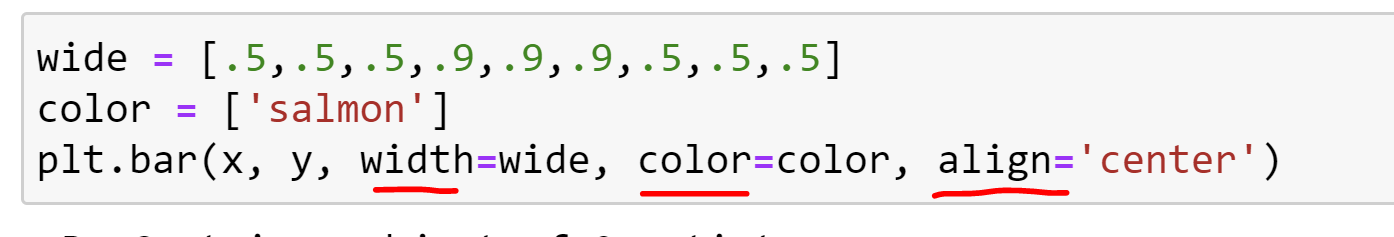 wide = [.5,.5,.5,.9,.9,.9,.5,.5,.5]
color = ['salmon']
plt.bar(x, y, width=wide, color=color, align='center')